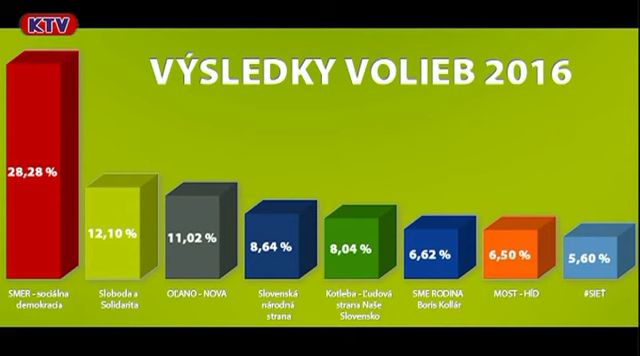 KTV
VÝSLEDKY VOLIEB 2016
28,28 %
12,10 %
11,02 %
8,64 %
8,04 %
6,62 %
6,50 %
5,60 %
SMER - sociálna
demokracia
Sloboda a
Solidarita
OĽANO - NOVA
Slovenská
národná
strana
Kotleba - Ľudová
strana Naše
Slovensko
SME RODINA
Boris Kollár
MOST - HÍD
#SIEŤ